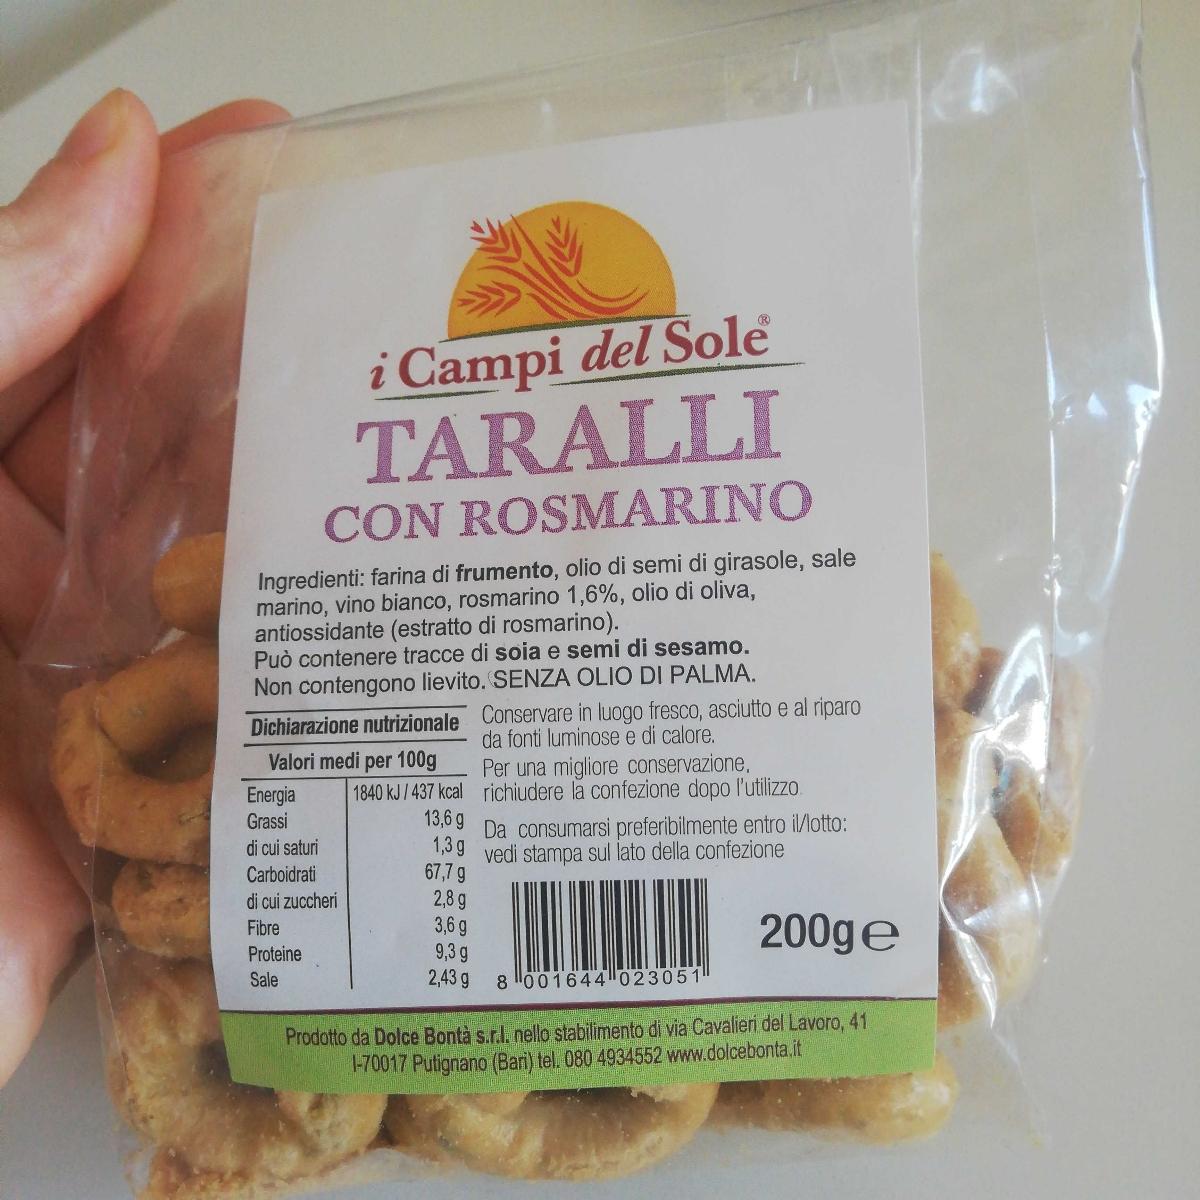 i Campi del Sole®
TARALLI
CON ROSMARINO
Ingredienti: farina di frumento, olio di semi di girasole, sale
marino, vino bianco, rosmarino 1,6%, olio di oliva,
antiossidante (estratto di rosmarino).
Può contenere tracce di soia e semi di sesamo.
Non contengono lievito. SENZA OLIO DI PALMA.
Dichiarazione nutrizionale
Valori medi per 100g
Energia 1840 kJ / 437 kcal
Grassi 13,6 g
di cui saturi 1,3 g
Carboidrati 67,7 g
di cui zuccheri 2,8 g
Fibre 3,6 g
Proteine 9,3 g
Sale 2,43 g
Conservare in luogo fresco, asciutto e al riparo
da fonti luminose e di calore.
Per una migliore conservazione,
richiudere la confezione dopo l'utilizzo.
Da consumarsi preferibilmente entro il/lotto:
vedi stampa sul lato della confezione
8 001644 023051
200g e
Prodotto da Dolce Bontà s.r.l. nello stabilimento di via Cavalieri del Lavoro, 41
I-70017 Putignano (Bari) tel. 080 4934552 www.dolcebonta.it